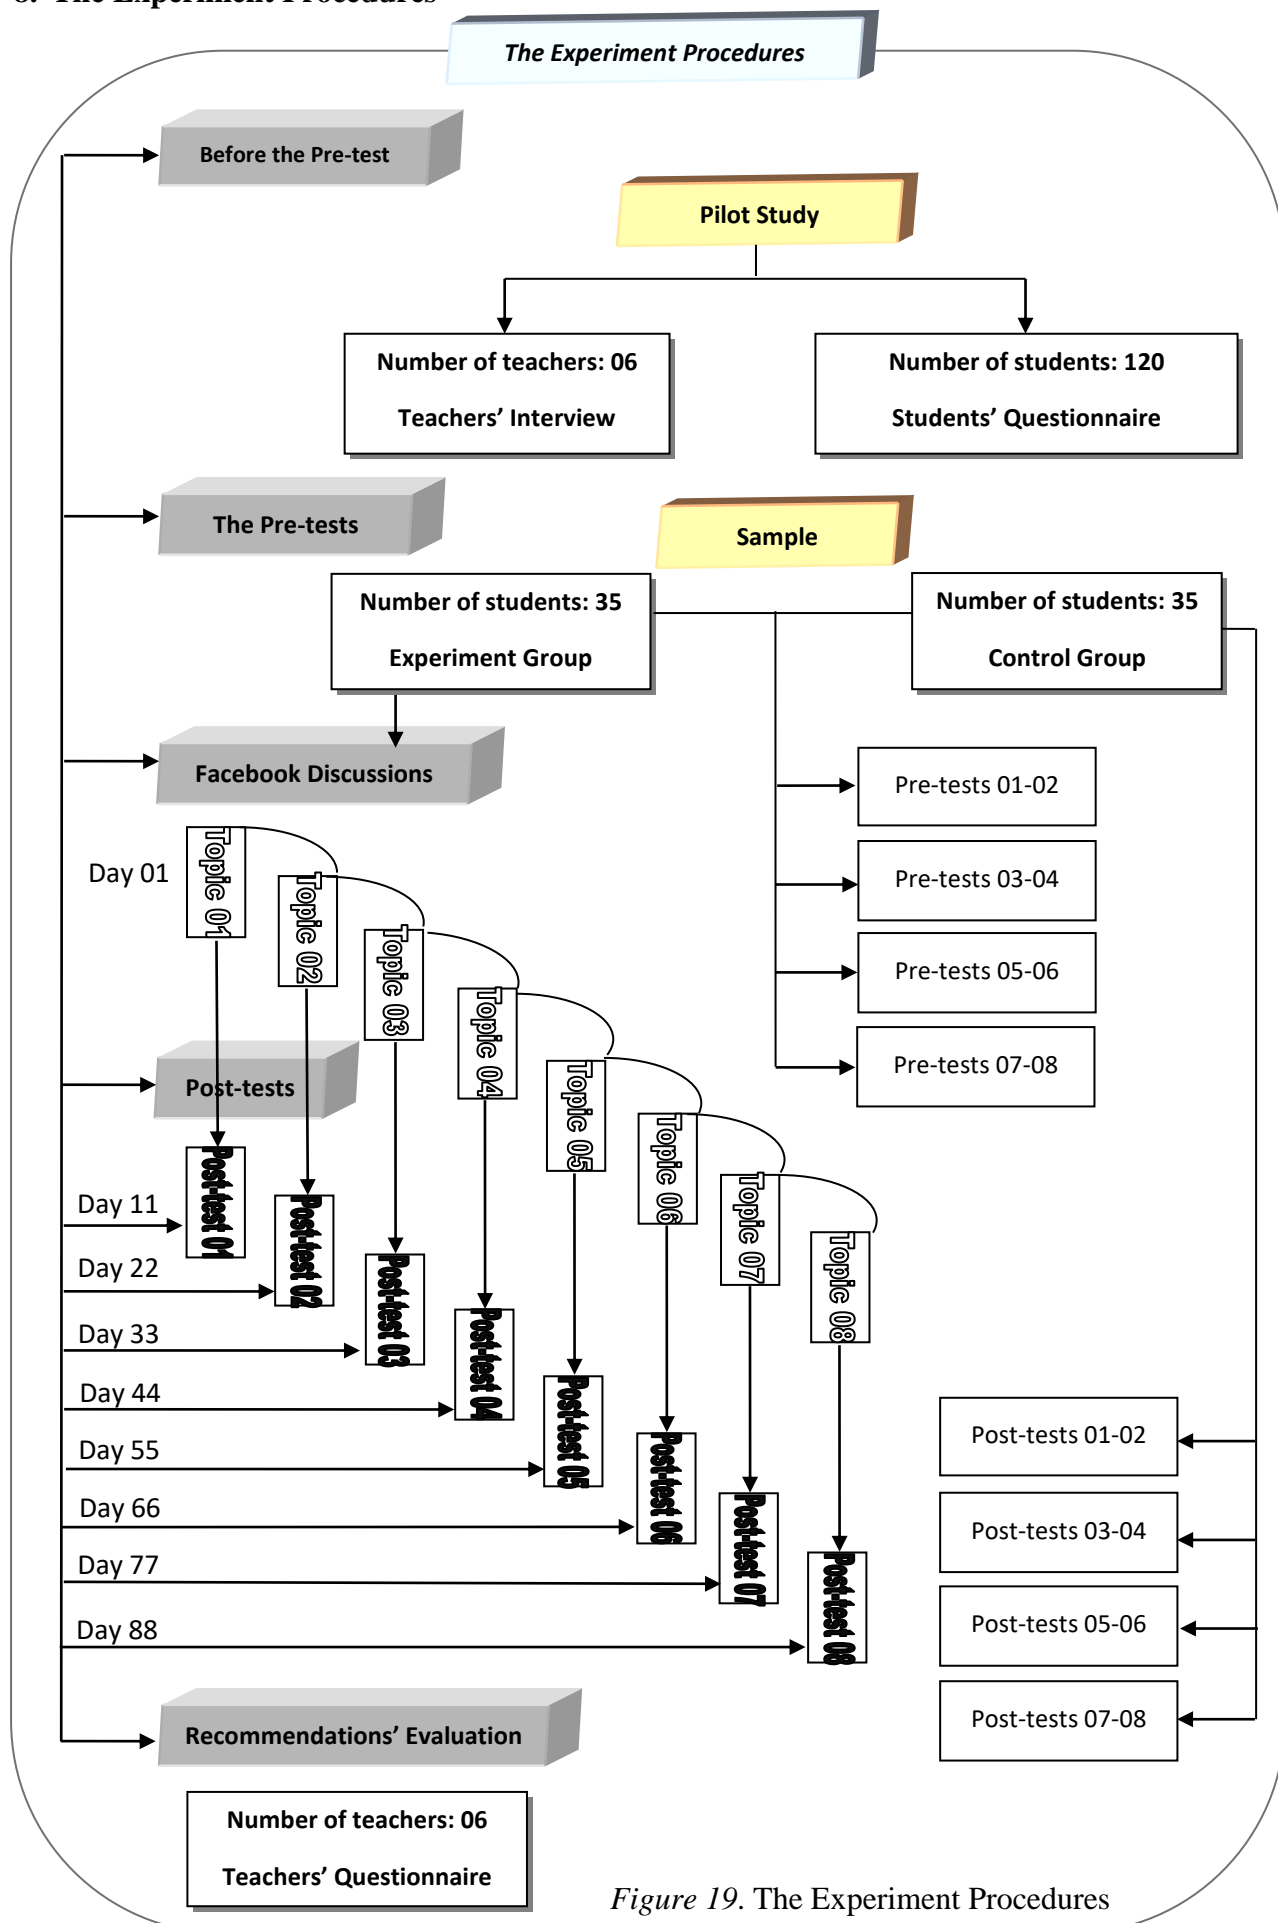 8. The Experiment Procedures
The Experiment Procedures
Before the Pre-test
Pilot Study
Number of teachers: 06
Teachers’ Interview
Number of students: 120
Students’ Questionnaire
The Pre-tests
Sample
Number of students: 35
Experiment Group
Number of students: 35
Control Group
Facebook Discussions
Pre-tests 01-02
Pre-tests 03-04
Pre-tests 05-06
Pre-tests 07-08
Day 01
Topic 01
Topic 02
Topic 03
Topic 04
Topic 05
Topic 06
Topic 07
Topic 08
Post-tests
Day 11
Post-test 01
Day 22
Post-test 02
Day 33
Post-test 03
Day 44
Post-test 04
Day 55
Post-test 05
Day 66
Post-test 06
Day 77
Post-test 07
Day 88
Post-test 08
Post-tests 01-02
Post-tests 03-04
Post-tests 05-06
Post-tests 07-08
Recommendations’ Evaluation
Number of teachers: 06
Teachers’ Questionnaire
Figure 19. The Experiment Procedures